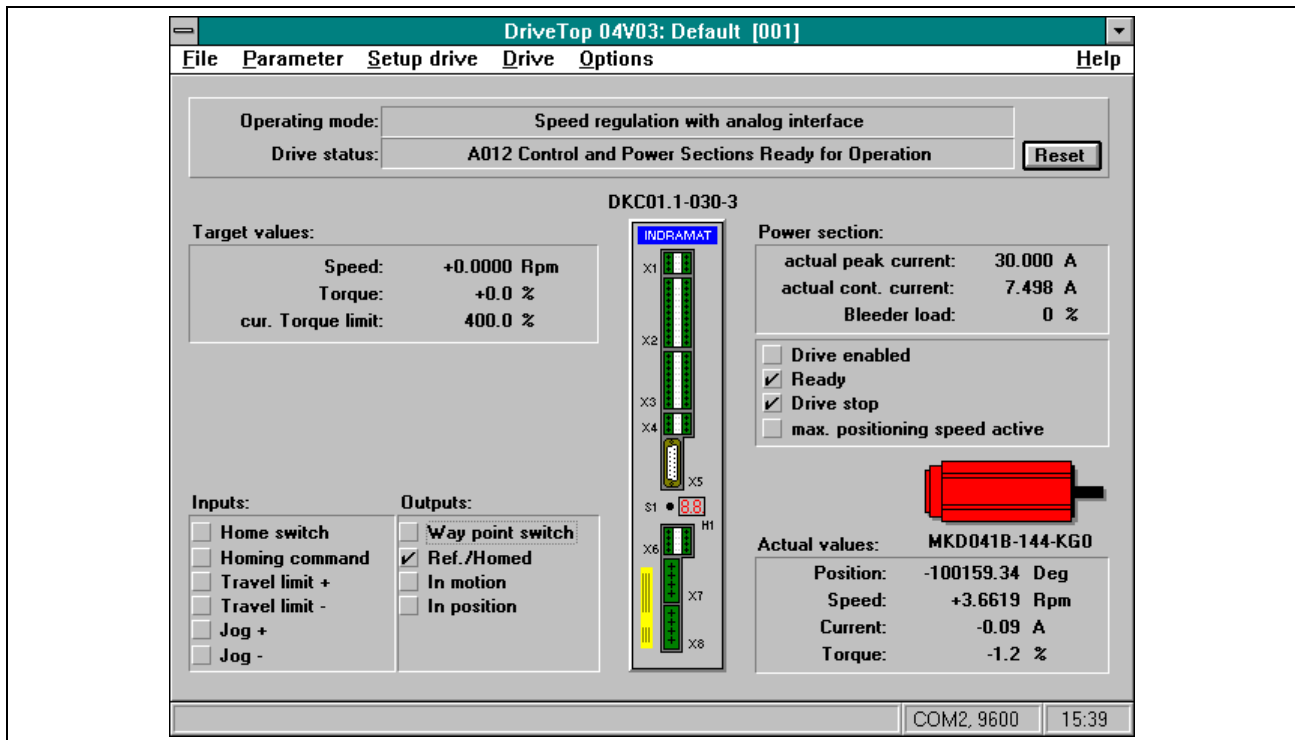 DriveTop 04V03: Default [001]
File Parameter Setup drive Drive Options Help
Operating mode: Speed regulation with analog interface
Drive status: A012 Control and Power Sections Ready for Operation Reset
DKC01.1-030-3
Target values:
Speed: +0.0000 Rpm
Torque: +0.0 %
cur. Torque limit: 400.0 %
INDRAMAT
X1
X2
X3
X4
X5
S1 8.8.
H1
X6
X7
X8
Power section:
actual peak current: 30.000 A
actual cont. current: 7.498 A
Bleeder load: 0 %
Drive enabled
Ready
Drive stop
max. positioning speed active
Inputs:
Home switch
Homing command
Travel limit +
Travel limit -
Jog +
Jog -
Outputs:
Way point switch
Ref./Homed
In motion
In position
Actual values: MKD041B-144-KG0
Position: -100159.34 Deg
Speed: +3.6619 Rpm
Current: -0.09 A
Torque: -1.2 %
COM2, 9600 15:39